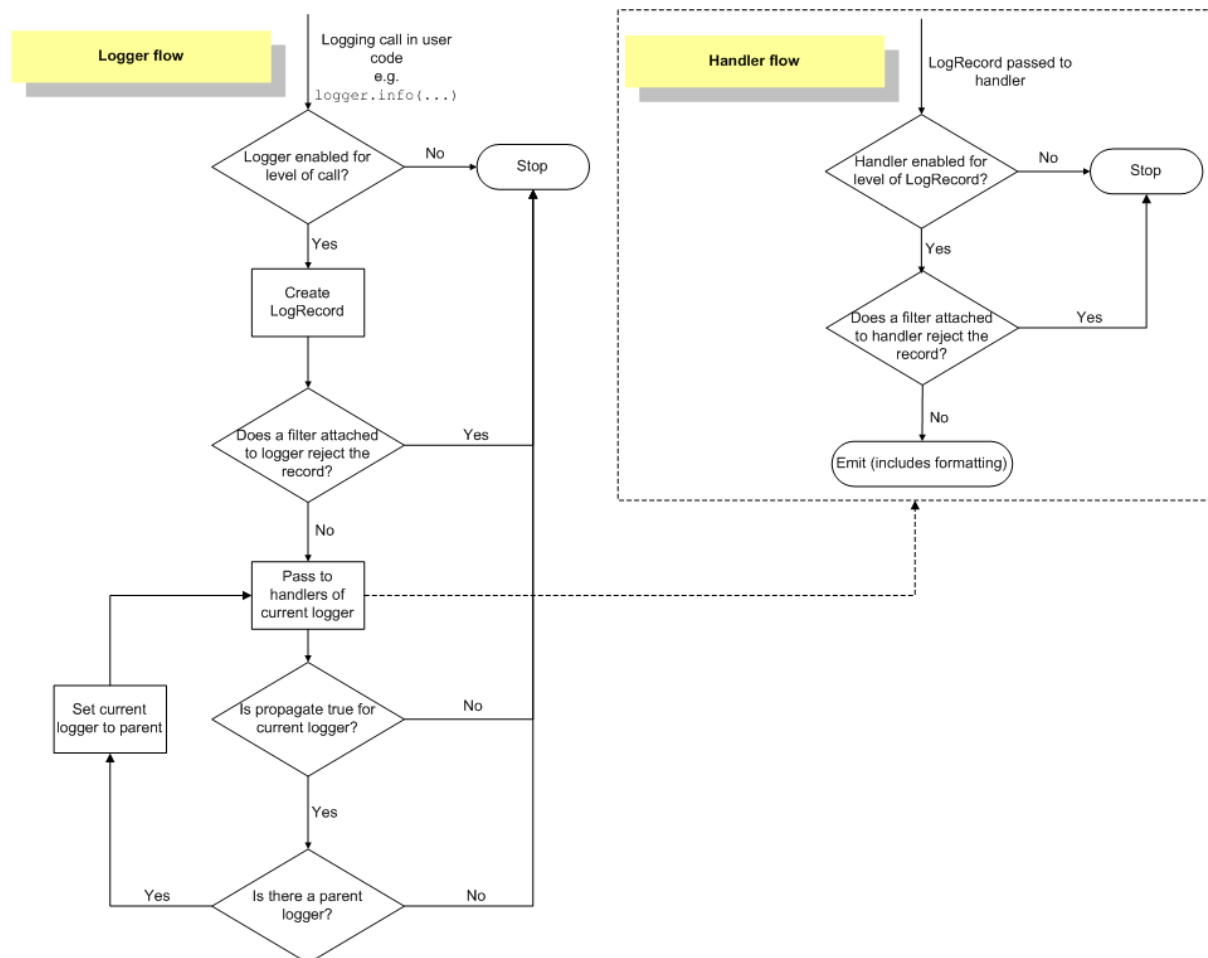 Logger flow
Logging call in user
code
e.g.
logger.info(...)
Logger enabled for
level of call?
No
Stop
Yes
Create
LogRecord
Does a filter attached
to logger reject the
record?
Yes
No
Pass to
handlers of
current logger
Set current
logger to parent
Is propagate true for
current logger?
No
Yes
Is there a parent
logger?
Yes
No
Handler flow
LogRecord passed to
handler
Handler enabled for
level of LogRecord?
No
Stop
Yes
Does a filter attached
to handler reject the
record?
Yes
No
Emit (includes formatting)